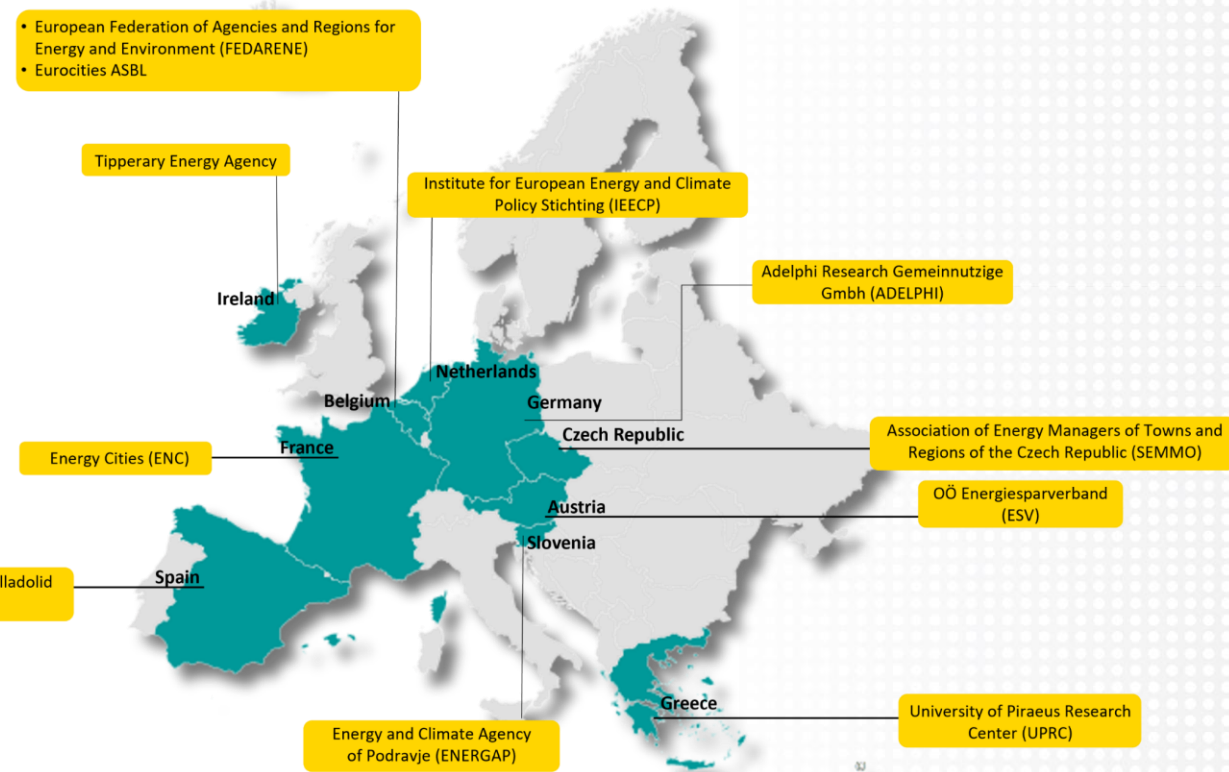 • European Federation of Agencies and Regions for
Energy and Environment (FEDARENE)
• Eurocities ASBL
Tipperary Energy Agency
Institute for European Energy and Climate
Policy Stichting (IEECP)
Adelphi Research Gemeinnutzige
Gmbh (ADELPHI)
Ireland
Netherlands
Belgium
Germany
Czech Republic
France
Energy Cities (ENC)
Association of Energy Managers of Towns and
Regions of the Czech Republic (SEMMO)
OÖ Energiesparverband
(ESV)
Austria
Slovenia
Spain
Greece
University of Piraeus Research
Center (UPRC)
Energy and Climate Agency
of Podravje (ENERGAP)